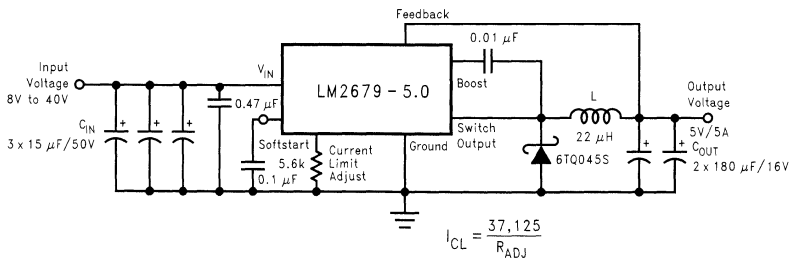 Feedback
Input
Voltage
8V to 40V
V_IN
LM2679-5.0
0.01 μF
Boost
Switch
Output
L
22 μH
Output
Voltage
5V/5A
C_IN
3 x 15 μF/50V
0.47 μF
Softstart
0.1 μF
5.6k
Current
Limit
Adjust
Ground
6TQ045S
C_OUT
2 x 180 μF/16V
I_CL = 37,125 / R_ADJ